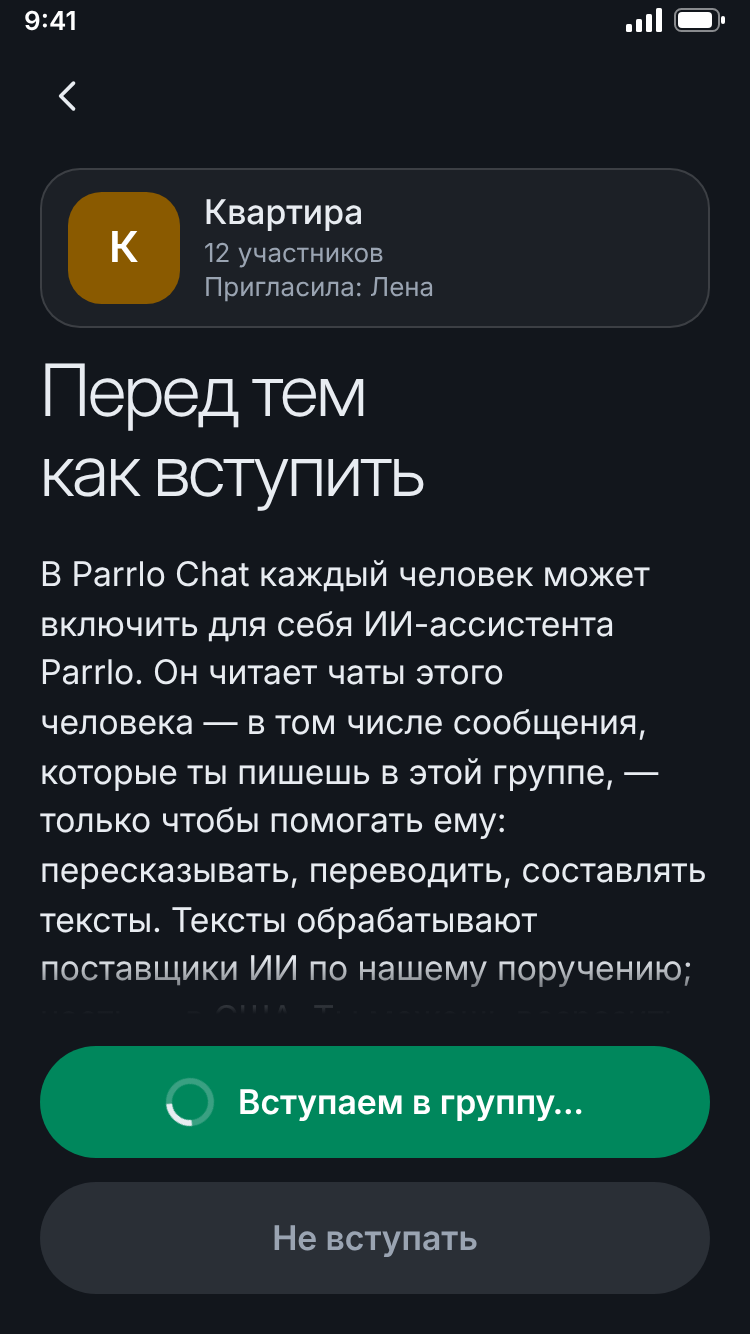 9:41
К
Квартира
12 участников
Пригласила: Лена
Перед тем
как вступить
В Parrlo Chat каждый человек может
включить для себя ИИ-ассистента
Parrlo. Он читает чаты этого
человека — в том числе сообщения,
которые ты пишешь в этой группе, —
только чтобы помогать ему:
пересказывать, переводить, составлять
тексты. Тексты обрабатывают
поставщики ИИ по нашему поручению;
Вступаем в группу...
Не вступать